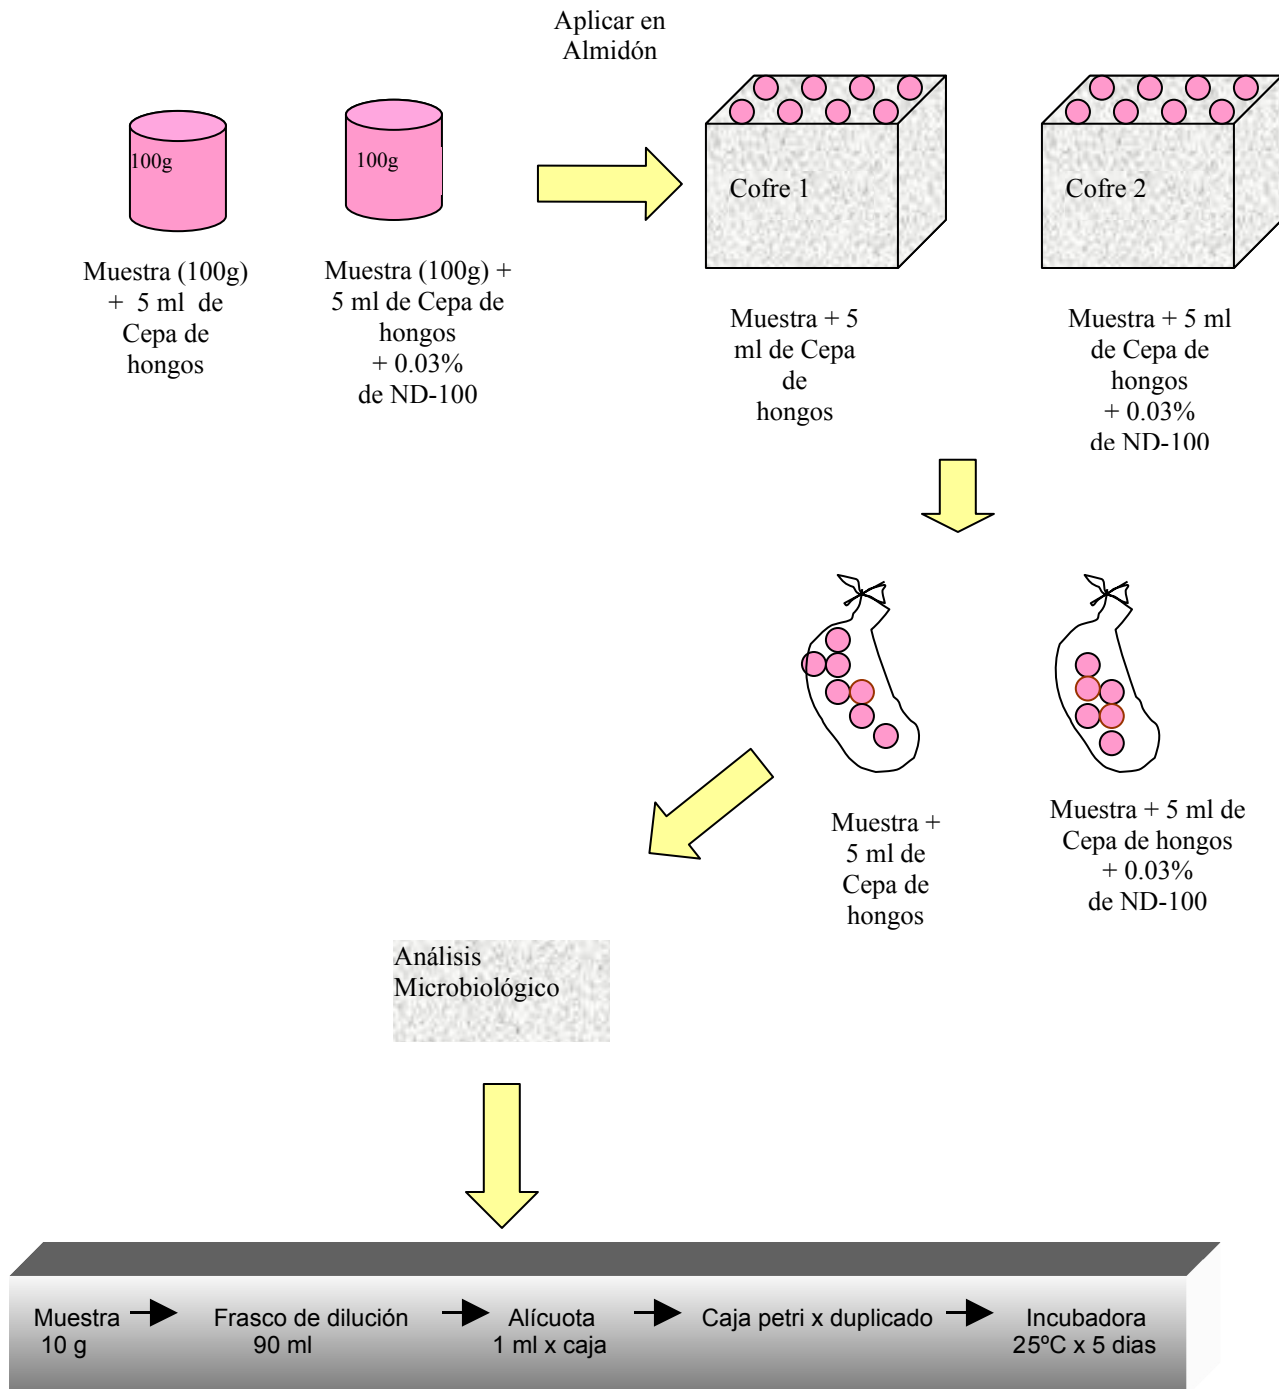 Aplicar en
Almidón
100g
100g
Muestra (100g)
+ 5 ml de
Cepa de
hongos
Muestra (100g) +
5 ml de Cepa de
hongos
+ 0.03%
de ND-100
Cofre 1
Cofre 2
Muestra + 5
ml de Cepa
de
hongos
Muestra + 5 ml
de Cepa de
hongos
+ 0.03%
de ND-100
Muestra +
5 ml de
Cepa de
hongos
Muestra + 5 ml de
Cepa de hongos
+ 0.03%
de ND-100
Análisis
Microbiológico
Muestra
10 g
Frasco de dilución
90 ml
Alícuota
1 ml x caja
Caja petri x duplicado
Incubadora
25ºC x 5 dias